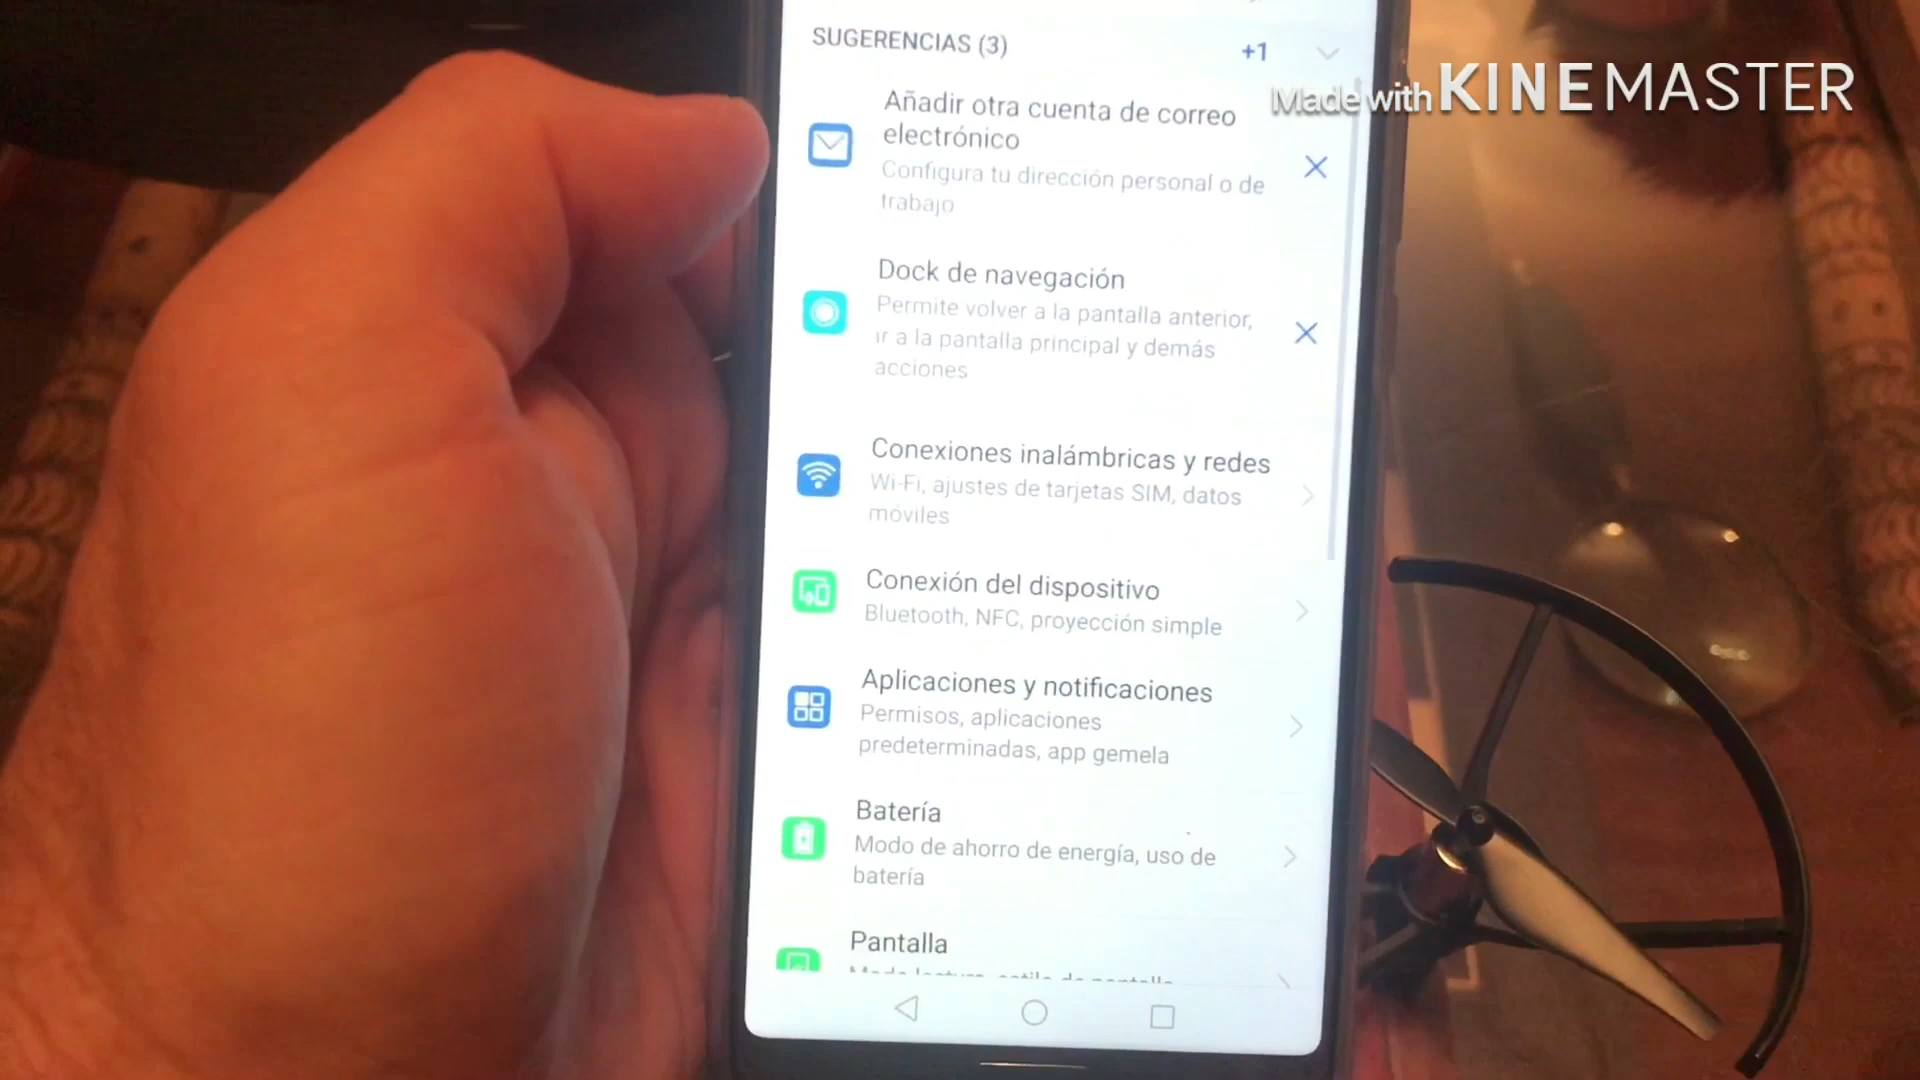 SUGERENCIAS (3) +1
Made with KINEMASTER
Añadir otra cuenta de correo
electrónico
Configura tu dirección personal o de
trabajo
Dock de navegación
Permite volver a la pantalla anterior,
ir a la pantalla principal y demás
acciones
Conexiones inalámbricas y redes
Wi-Fi, ajustes de tarjetas SIM, datos
móviles
Conexión del dispositivo
Bluetooth, NFC, proyección simple
Aplicaciones y notificaciones
Permisos, aplicaciones
predeterminadas, app gemela
Batería
Modo de ahorro de energía, uso de
batería
Pantalla